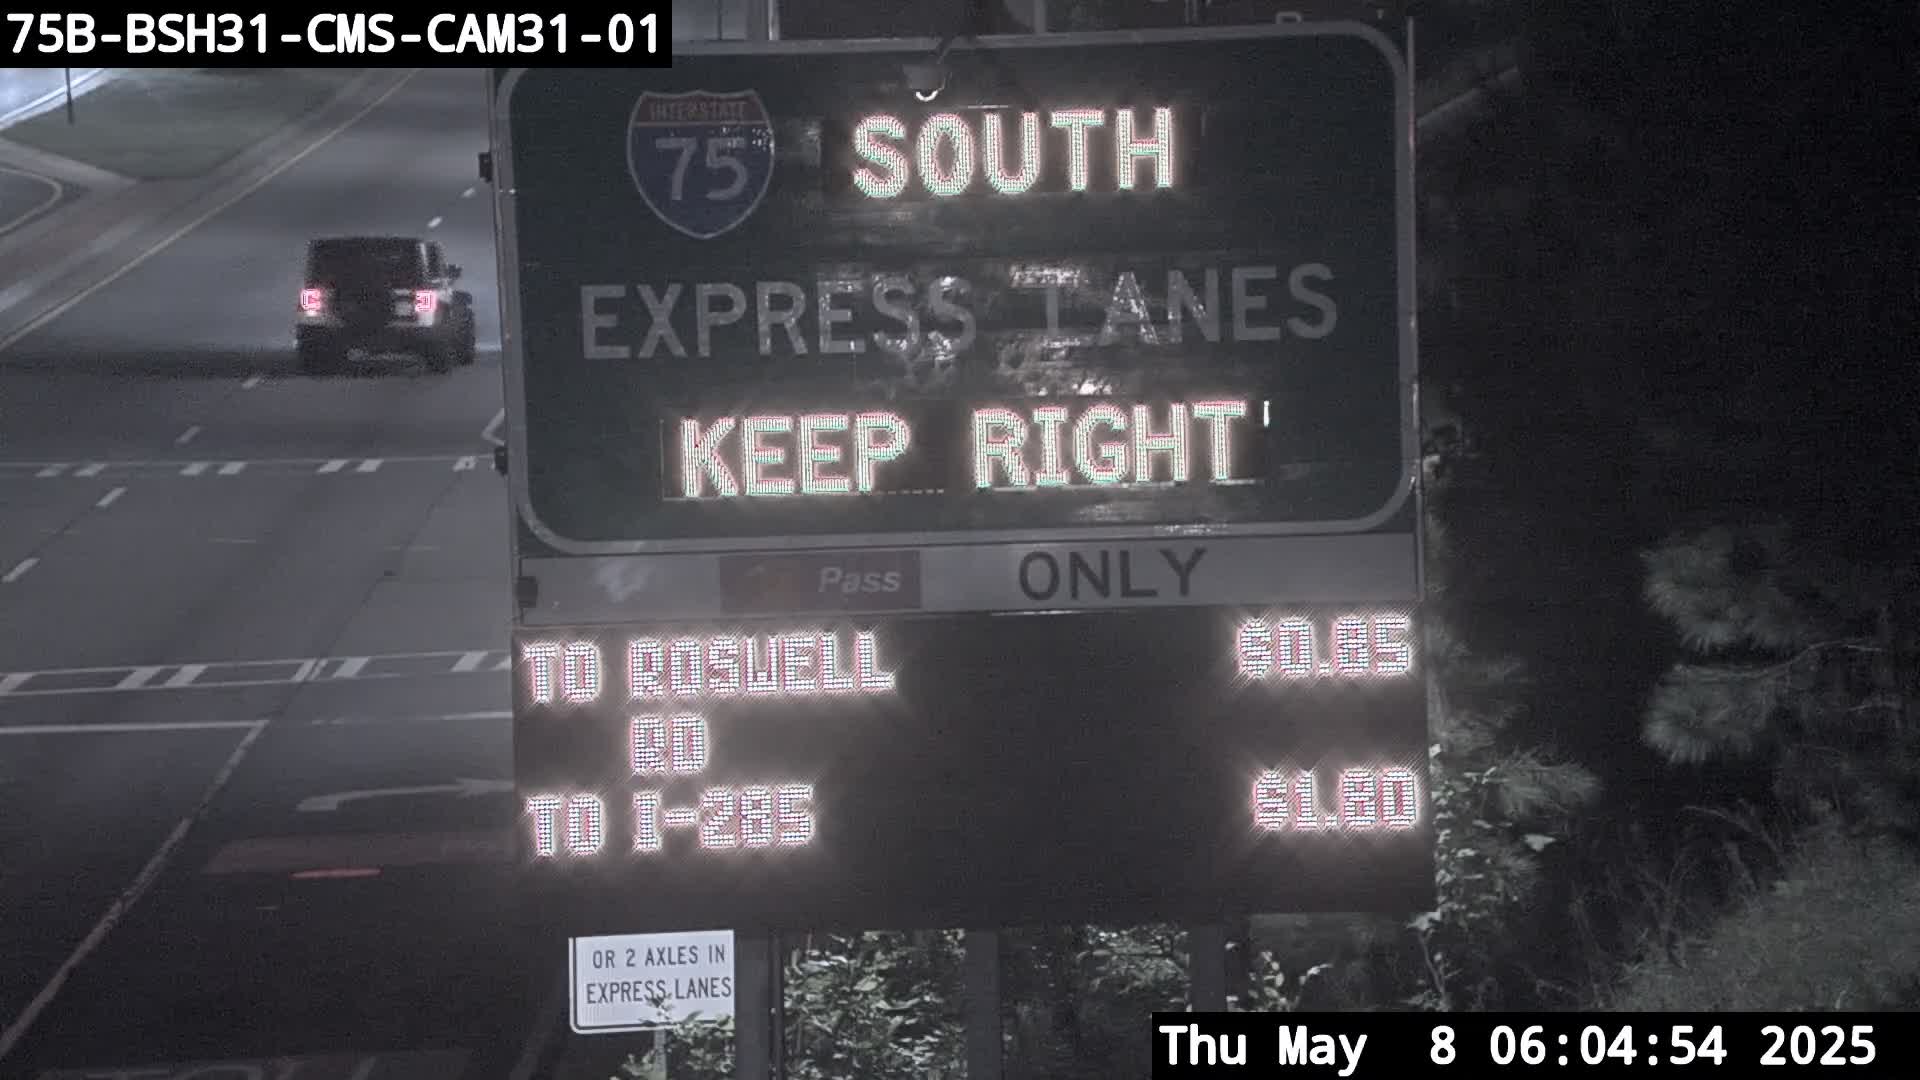 75B-BSH31-CMS-CAM31-01
INTERSTATE
75
SOUTH
EXPRESS LANES
KEEP RIGHT
Pass ONLY
TO ROSWELL $0.85
RD
TO I-285 $1.80
OR 2 AXLES IN
EXPRESS LANES
Thu May 8 06:04:54 2025